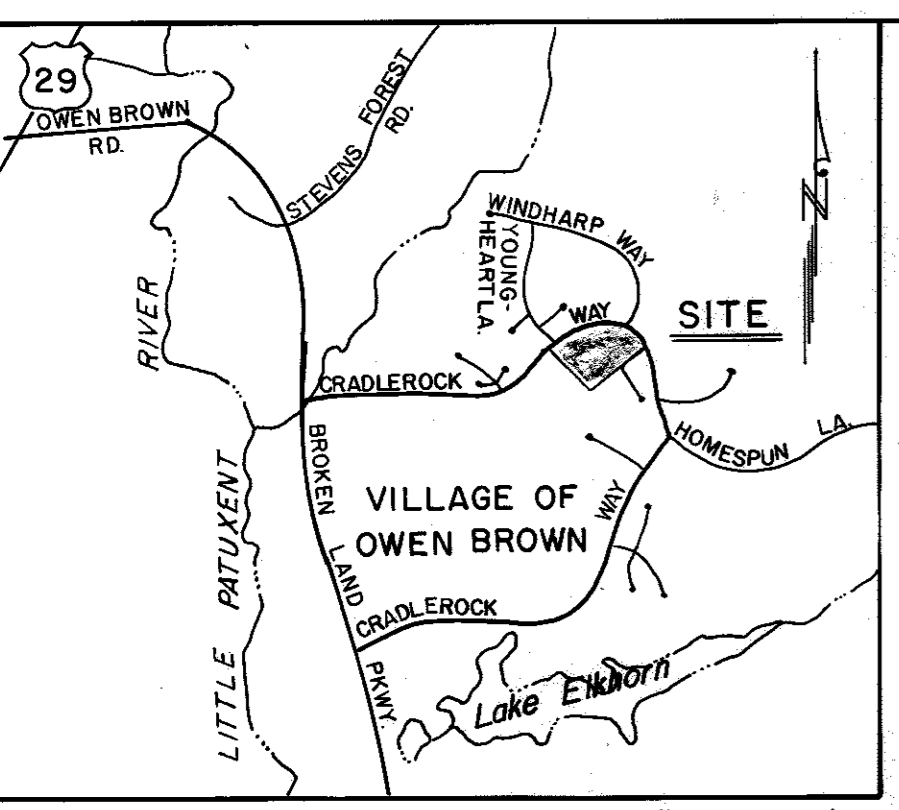 29
OWEN BROWN
RD.
STEVENS FOREST
RD.
WINDHARP WAY
YOUNG-
HEART LA.
N
RIVER
WAY
SITE
CRADLEROCK
HOMESPUN LA.
BROKEN LAND PKWY.
VILLAGE OF
OWEN BROWN
WAY
LITTLE PATUXENT
CRADLEROCK
Lake Elkhorn